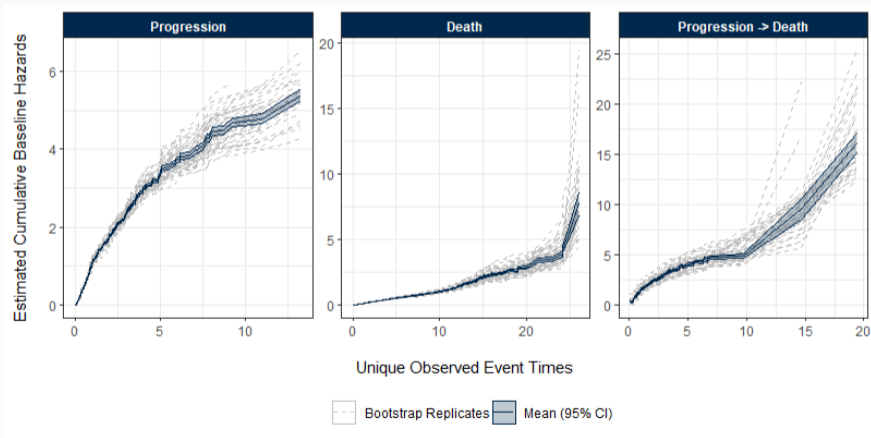 Progression
Death
Progression -> Death
Estimated Cumulative Baseline Hazards
6
4
2
0
20
15
10
5
0
25
20
15
10
5
0
0 5 10
0 10 20
0 5 10 15 20
Unique Observed Event Times
Bootstrap Replicates
Mean (95% CI)